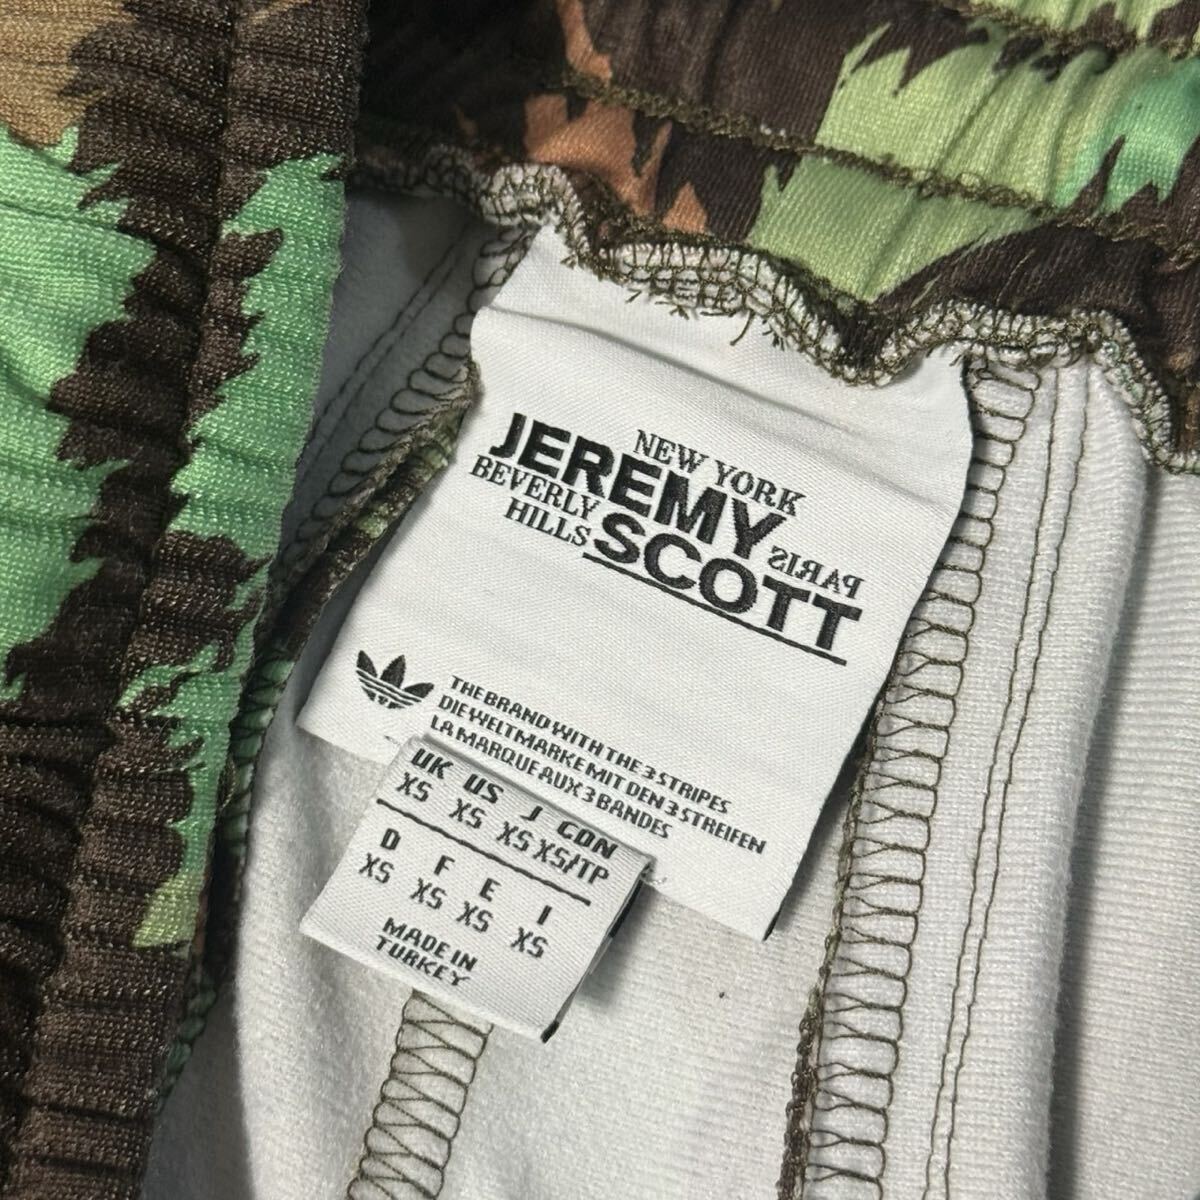 NEW YORK
JEREMY
BEVERLY
PARIS
HILLS
SCOTT
THE BRAND WITH THE 3 STRIPES
DIE WELTMARKE MIT DEN 3 STREIFEN
LA MARQUE AUX 3 BANDES
UK US J CDN
XS XS XS XS/TP
D F E I
XS XS XS XS
MADE IN
TURKEY